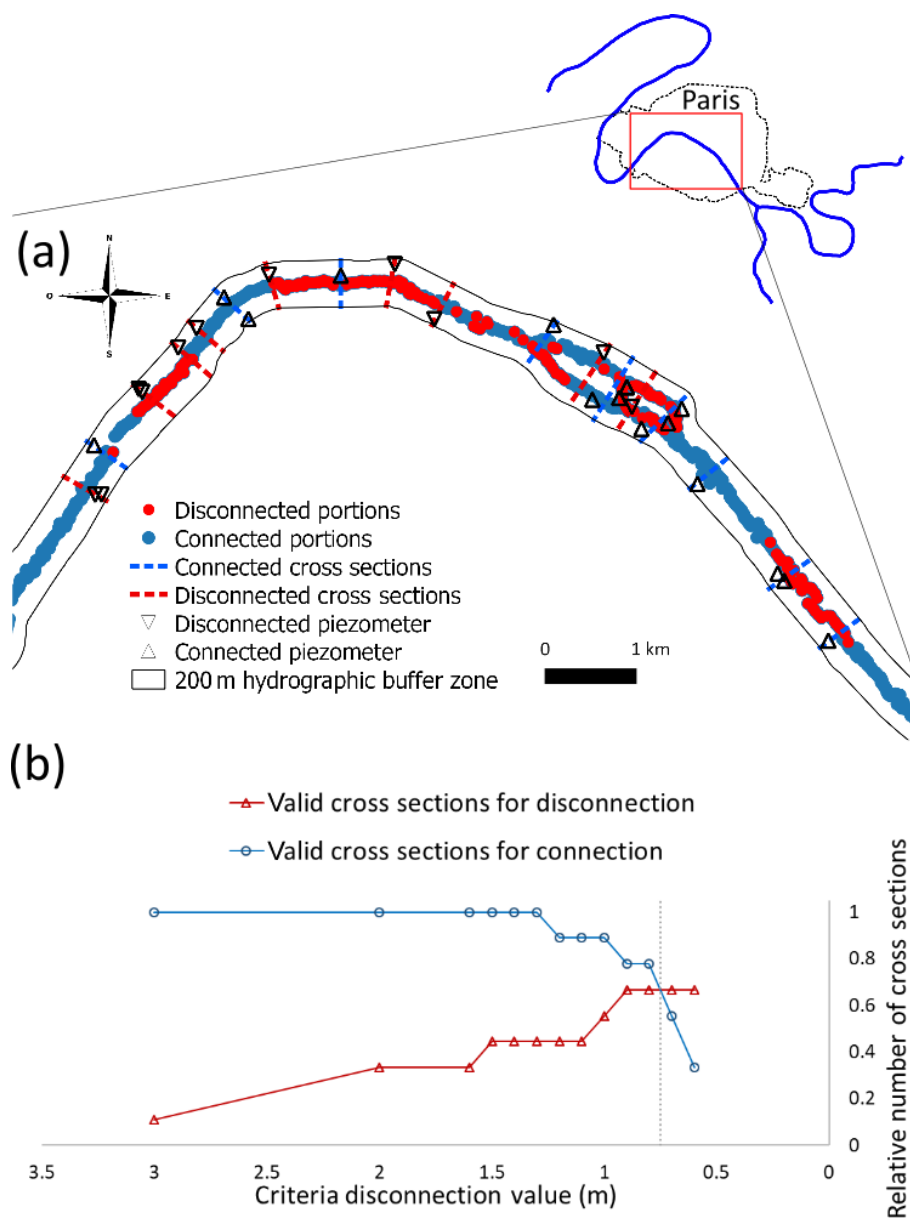 Paris
(a)
N
O
E
S
Disconnected portions
Connected portions
Connected cross sections
Disconnected cross sections
Disconnected piezometer
Connected piezometer
200 m hydrographic buffer zone
0 1 km
(b)
Valid cross sections for disconnection
Valid cross sections for connection
1
0.8
0.6
0.4
0.2
0
Relative number of cross sections
3.5 3 2.5 2 1.5 1 0.5 0
Criteria disconnection value (m)